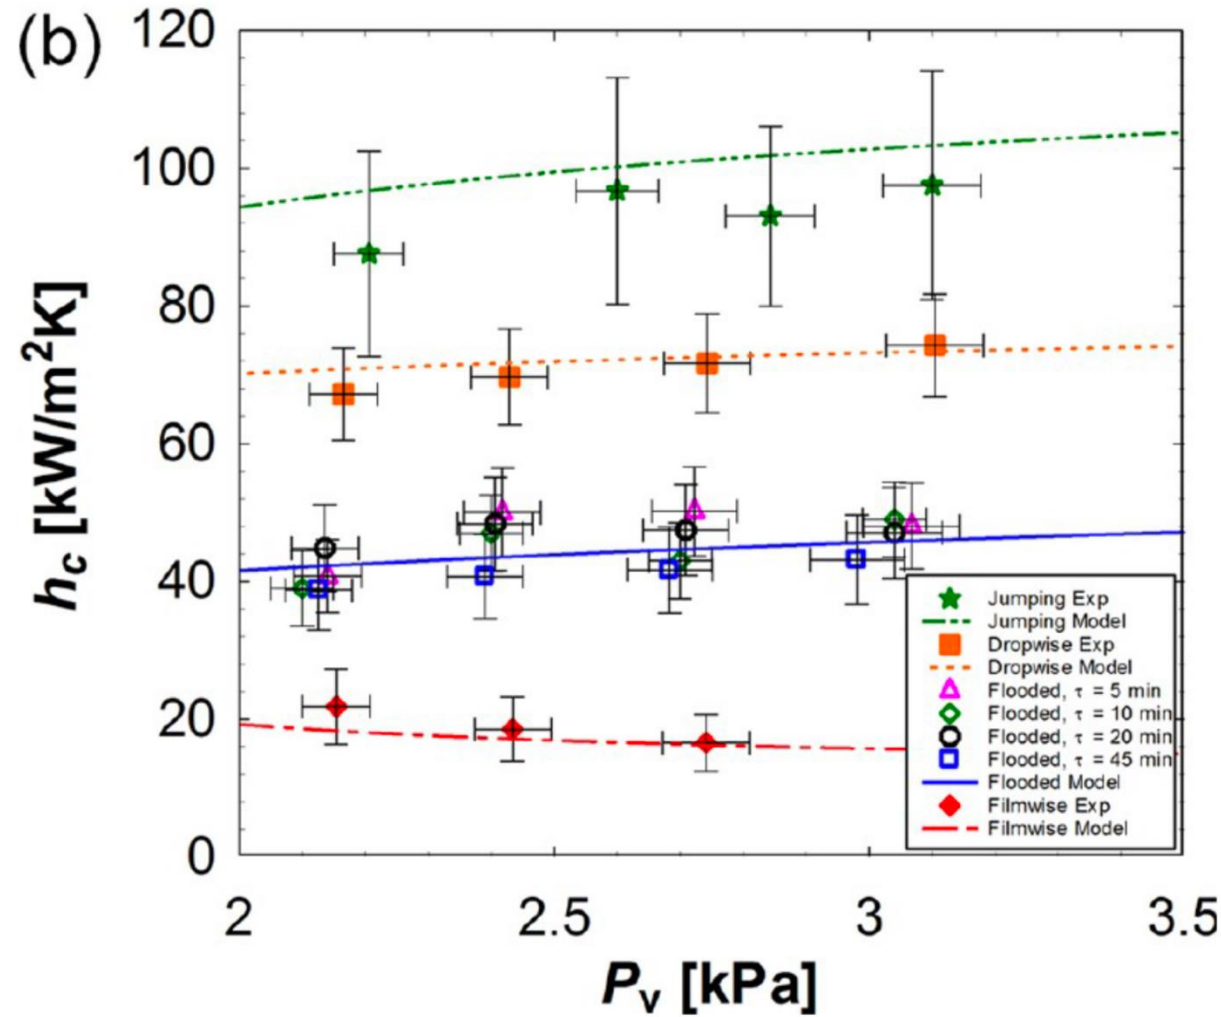 (b)
120
100
80
60
40
20
0
h_c [kW/m²K]
2
2.5
3
3.5
P_v [kPa]
Jumping Exp
Jumping Model
Dropwise Exp
Dropwise Model
Flooded, τ = 5 min
Flooded, τ = 10 min
Flooded, τ = 20 min
Flooded, τ = 45 min
Flooded Model
Filmwise Exp
Filmwise Model